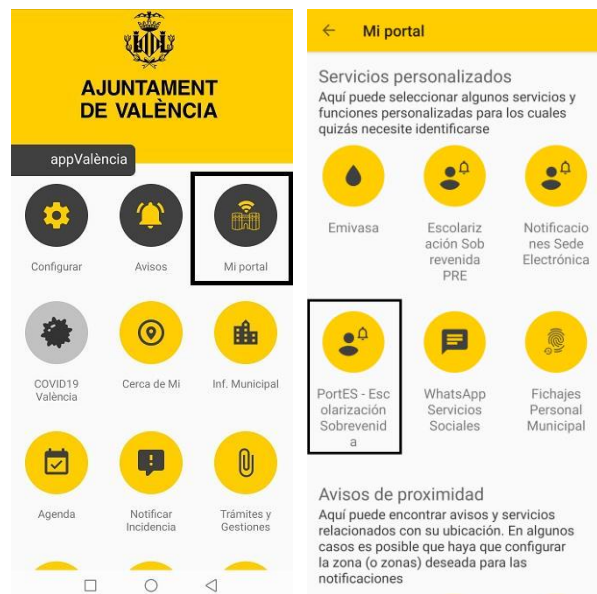 AJUNTAMENT
DE VALÈNCIA
appValència
Configurar
Avisos
Mi portal
COVID19
València
Cerca de Mi
Inf. Municipal
Agenda
Notificar
Incidencia
Trámites y
Gestiones
Mi portal
Servicios personalizados
Aquí puede seleccionar algunos servicios y
funciones personalizadas para los cuales
quizás necesite identificarse
Emivasa
Escolariz
ación Sob
revenida
PRE
Notificacio
nes Sede
Electrónica
PortES - Esc
olarización
Sobrevenid
a
WhatsApp
Servicios
Sociales
Fichajes
Personal
Municipal
Avisos de proximidad
Aquí puede encontrar avisos y servicios
relacionados con su ubicación. En algunos
casos es posible que haya que configurar
la zona (o zonas) deseada para las
notificaciones